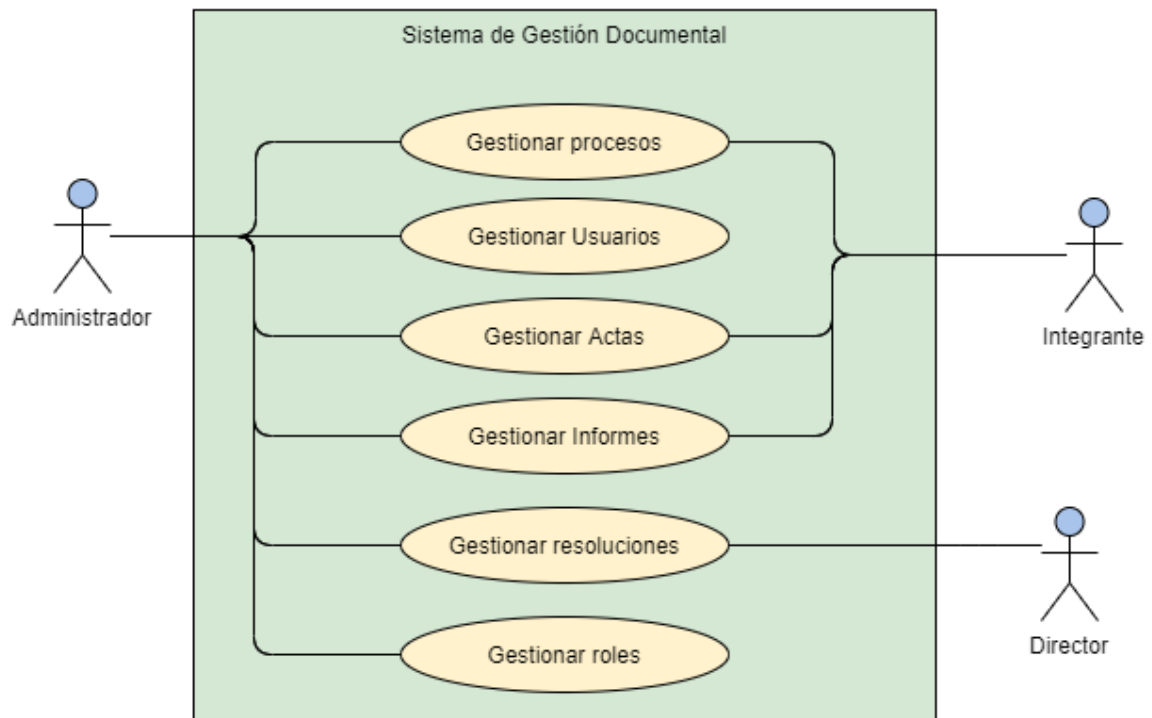 Sistema de Gestión Documental
Gestionar procesos
Gestionar Usuarios
Administrador
Gestionar Actas
Integrante
Gestionar Informes
Gestionar resoluciones
Director
Gestionar roles